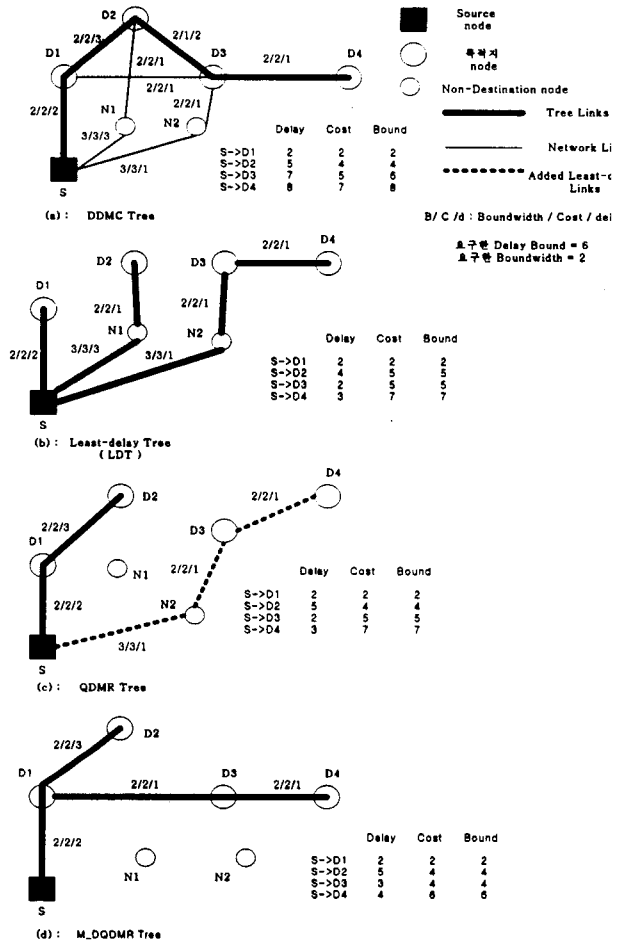 Source
node
목적지
node
Non-Destination node
Tree Links
Network Li
Added Least-c
Links
B/ C /d : Boundwidth / Cost / del
요구한 Delay Bound = 6
요구한 Boundwidth = 2
D2
2/2/3
2/1/2
D1
D3
D4
2/2/1
2/2/1
2/2/1
2/2/1
2/2/2
N1
N2
3/3/3
3/3/1
S
Delay Cost Bound
S->D1 2 2 2
S->D2 5 4 4
S->D3 7 5 6
S->D4 8 7 8
(a) : DDMC Tree
D2
D3
D4
2/2/1
D1
2/2/1
2/2/1
N1
N2
2/2/2
3/3/3
3/3/1
S
Delay Cost Bound
S->D1 2 2 2
S->D2 4 5 5
S->D3 2 5 5
S->D4 3 7 7
(b) : Least-delay Tree
( LDT )
D4
D2
2/2/1
2/2/3
D3
D1
N1
2/2/1
N2
2/2/2
3/3/1
S
Delay Cost Bound
S->D1 2 2 2
S->D2 5 4 4
S->D3 2 5 5
S->D4 3 7 7
(c) : QDMR Tree
D2
2/2/3
D1
D3
D4
2/2/1
2/2/1
2/2/2
N1
N2
S
Delay Cost Bound
S->D1 2 2 2
S->D2 5 4 4
S->D3 3 4 4
S->D4 4 6 6
(d) : M_DQDMR Tree